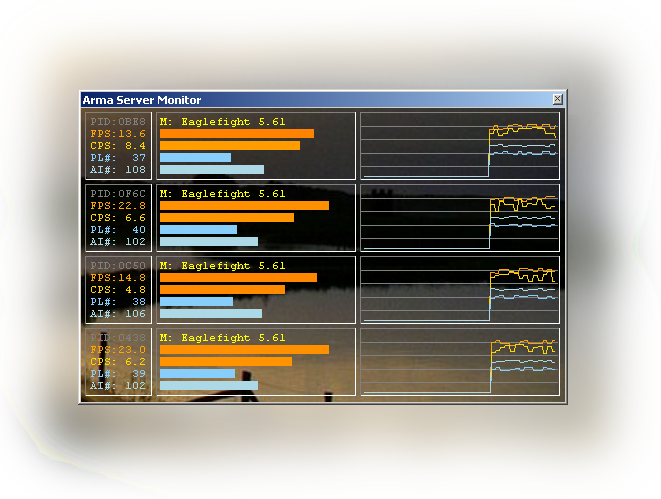 Arma Server Monitor
PID:0BE8
M: Eaglefight 5.61
FPS:13.6
CPS: 8.4
PL#: 37
AI#: 108
PID:0F6C
M: Eaglefight 5.61
FPS:22.8
CPS: 6.6
PL#: 40
AI#: 102
PID:0C50
M: Eaglefight 5.61
FPS:14.8
CPS: 4.8
PL#: 38
AI#: 106
PID:0438
M: Eaglefight 5.61
FPS:23.0
CPS: 6.2
PL#: 39
AI#: 102